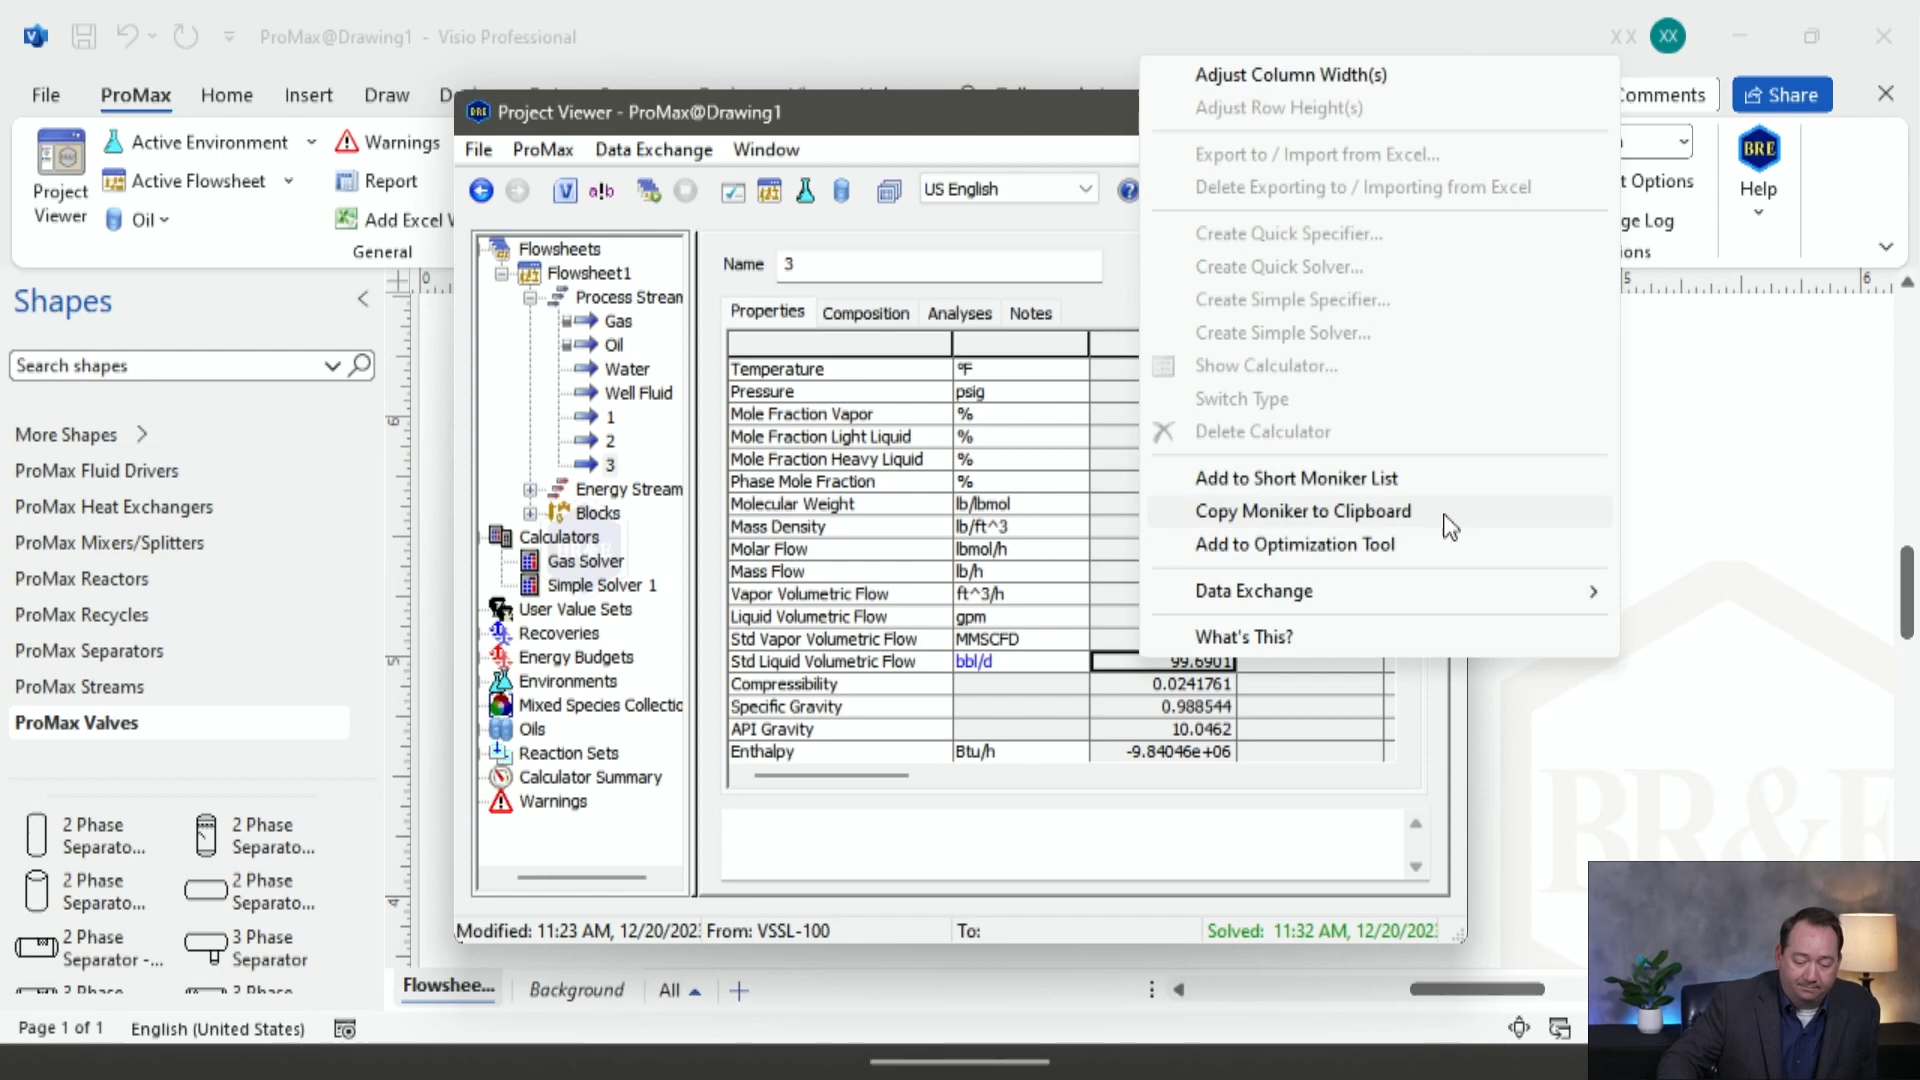 ProMax@Drawing1 - Visio Professional
X X
XX
File
ProMax
Home
Insert
Draw
Comments
Share
Project Viewer
Active Environment
Active Flowsheet
Oil
Warnings
Report
Add Excel
General
Help
BRE
Shapes
Search shapes
More Shapes
ProMax Fluid Drivers
ProMax Heat Exchangers
ProMax Mixers/Splitters
ProMax Reactors
ProMax Recycles
ProMax Separators
ProMax Streams
ProMax Valves
2 Phase Separato...
2 Phase Separato...
2 Phase Separato...
2 Phase Separato...
2 Phase Separator -...
3 Phase Separator
Project Viewer - ProMax@Drawing1
File ProMax Data Exchange Window
US English
Flowsheets
Flowsheet1
Process Stream
Gas
Oil
Water
Well Fluid
1
2
3
Energy Stream
Blocks
Calculators
Gas Solver
Simple Solver 1
User Value Sets
Recoveries
Energy Budgets
Environments
Mixed Species Collectio
Oils
Reaction Sets
Calculator Summary
Warnings
Name 3
Properties Composition Analyses Notes
Temperature °F
Pressure psig
Mole Fraction Vapor %
Mole Fraction Light Liquid %
Mole Fraction Heavy Liquid %
Phase Mole Fraction %
Molecular Weight lb/lbmol
Mass Density lb/ft^3
Molar Flow lbmol/h
Mass Flow lb/h
Vapor Volumetric Flow ft^3/h
Liquid Volumetric Flow gpm
Std Vapor Volumetric Flow MMSCFD
Std Liquid Volumetric Flow bbl/d 99.6901
Compressibility 0.0241761
Specific Gravity 0.988544
API Gravity 10.0462
Enthalpy Btu/h -9.84046e+06
Modified: 11:23 AM, 12/20/202 From: VSSL-100 To: Solved: 11:32 AM, 12/20/202
Adjust Column Width(s)
Adjust Row Height(s)
Export to / Import from Excel...
Delete Exporting to / Importing from Excel
Create Quick Specifier...
Create Quick Solver...
Create Simple Specifier...
Create Simple Solver...
Show Calculator...
Switch Type
Delete Calculator
Add to Short Moniker List
Copy Moniker to Clipboard
Add to Optimization Tool
Data Exchange
What's This?
t Options
ge Log
0
5
6
6
5
4
BR&E
Flowshee...
Background
All
Page 1 of 1
English (United States)